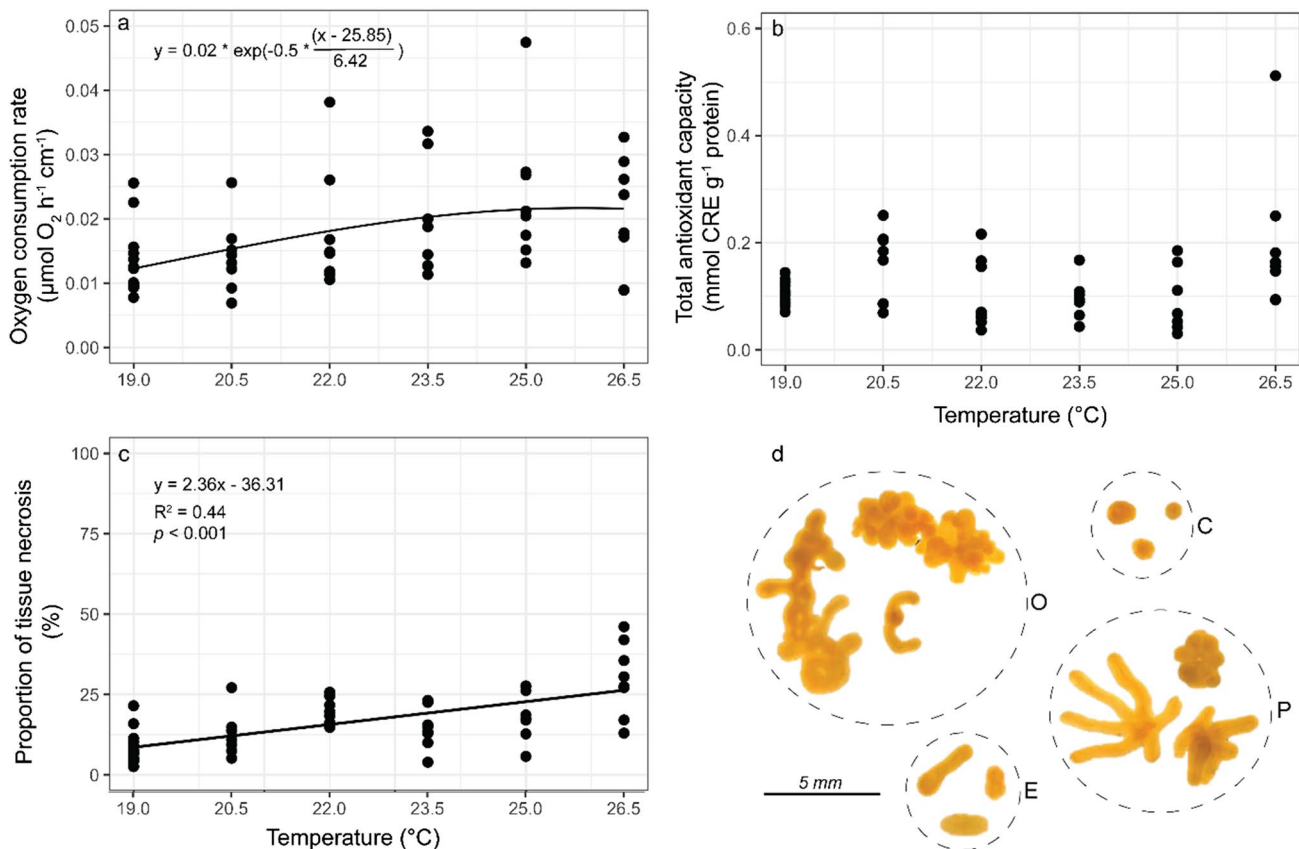 a
y = 0.02 * exp(-0.5 * (x - 25.85) / 6.42 )
0.05
0.04
0.03
0.02
0.01
0.00
Oxygen consumption rate
(µmol O₂ h⁻¹ cm⁻¹)
19.0 20.5 22.0 23.5 25.0 26.5
b
0.6
0.4
0.2
0.0
Total antioxidant capacity
(mmol CRE g⁻¹ protein)
19.0 20.5 22.0 23.5 25.0 26.5
Temperature (°C)
c
y = 2.36x - 36.31
R² = 0.44
p < 0.001
100
75
50
25
0
Proportion of tissue necrosis
(%)
19.0 20.5 22.0 23.5 25.0 26.5
Temperature (°C)
d
O
C
P
E
5 mm